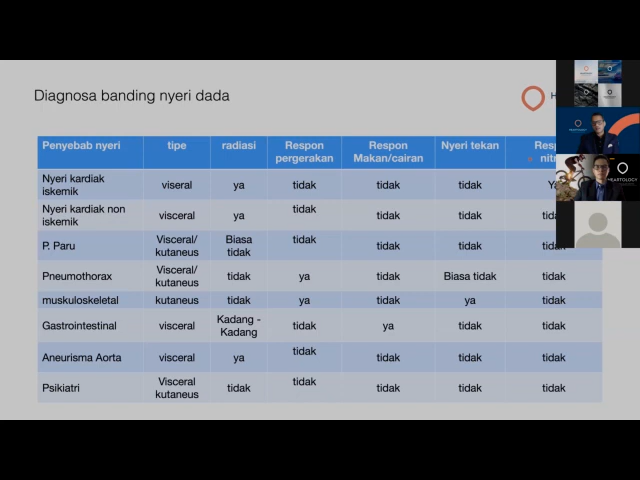 Diagnosa banding nyeri dada
Penyebab nyeri tipe radiasi Respon pergerakan Respon Makan/cairan Nyeri tekan
Nyeri kardiak iskemik viseral ya tidak tidak tidak
Nyeri kardiak non iskemik visceral ya tidak tidak tidak
P. Paru Visceral/ kutaneus Biasa tidak tidak tidak tidak tidak
Pneumothorax Visceral/ kutaneus tidak ya tidak Biasa tidak tidak
muskuloskeletal kutaneus tidak ya tidak ya tidak
Gastrointestinal visceral Kadang - Kadang tidak ya tidak tidak
Aneurisma Aorta visceral ya tidak tidak tidak tidak
Psikiatri Visceral kutaneus tidak tidak tidak tidak tidak
HEARTOLOGY